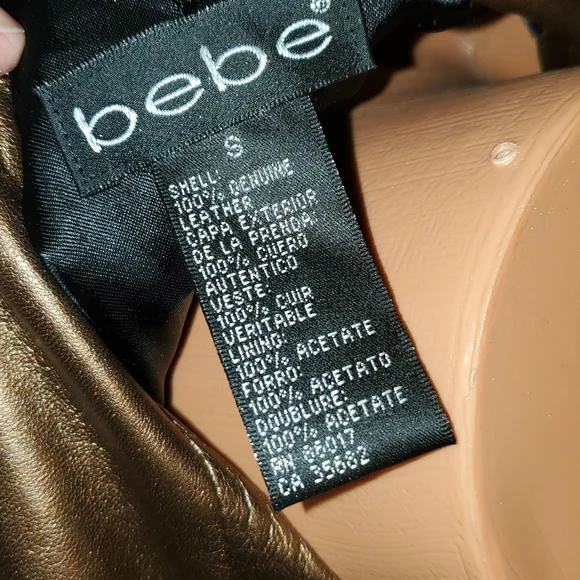 bebe®
S
SHELL:
100% GENUINE
LEATHER
CAPA EXTERIOR
DE LA PRENDA:
100% CUERO
AUTENTICO
VESTE:
100% CUIR
VERITABLE
LINING:
100% ACETATE
FORRO:
100% ACETATO
DOUBLURE:
100% ACETATE
RN 66017
CA 35682